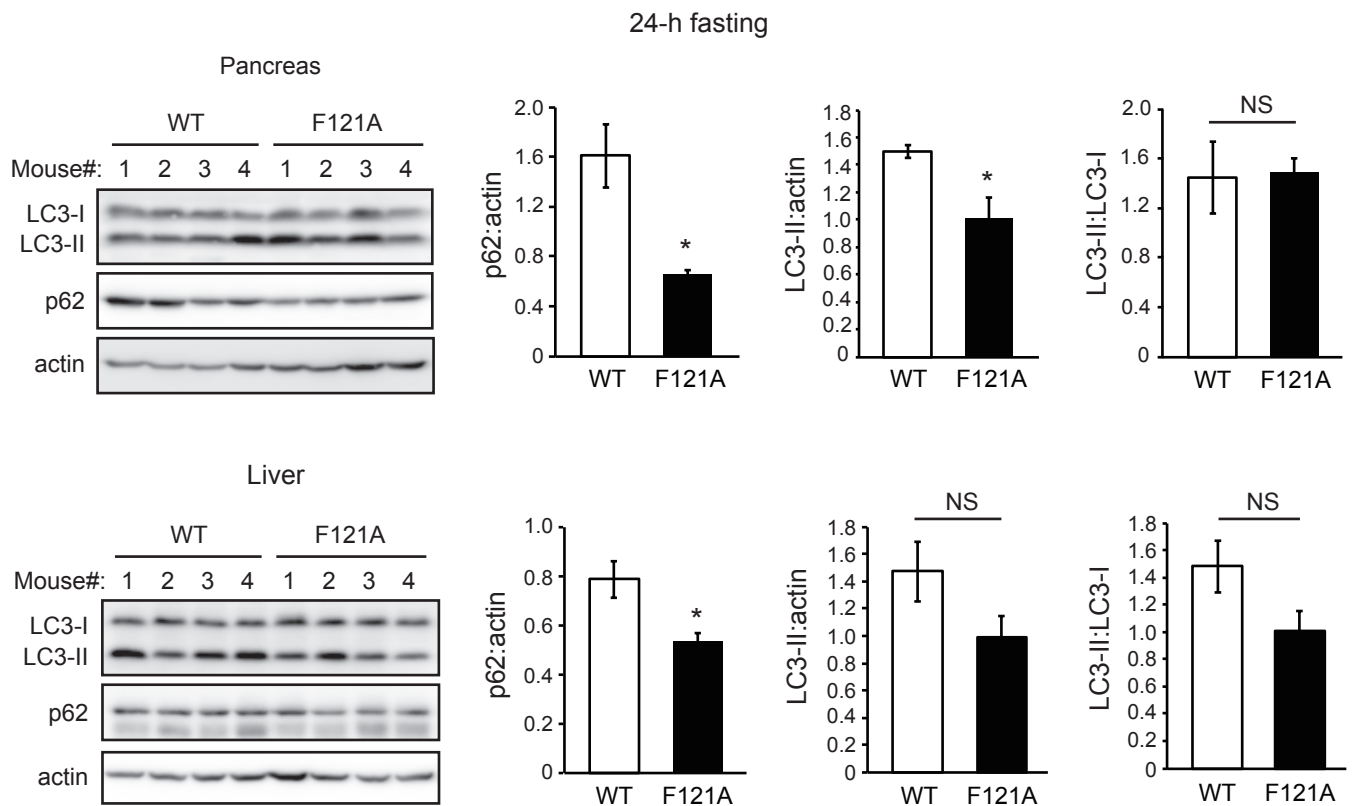 24-h fasting
Pancreas
WT F121A
Mouse#: 1 2 3 4 1 2 3 4
LC3-I
LC3-II
p62
actin
p62:actin
2.0
1.6
1.2
0.8
0.4
0
*
WT F121A
LC3-II:actin
1.8
1.6
1.4
1.2
1.0
0.8
0.6
0.4
0.2
0
*
WT F121A
LC3-II:LC3-I
2.0
1.6
1.2
0.8
0.4
0
NS
WT F121A
Liver
WT F121A
Mouse#: 1 2 3 4 1 2 3 4
LC3-I
LC3-II
p62
actin
p62:actin
1.0
0.8
0.6
0.4
0.2
0
*
WT F121A
LC3-II:actin
1.8
1.6
1.4
1.2
1.0
0.8
0.6
0.4
0.2
0
NS
WT F121A
LC3-II:LC3-I
1.8
1.6
1.4
1.2
1.0
0.8
0.6
0.4
0.2
0
NS
WT F121A